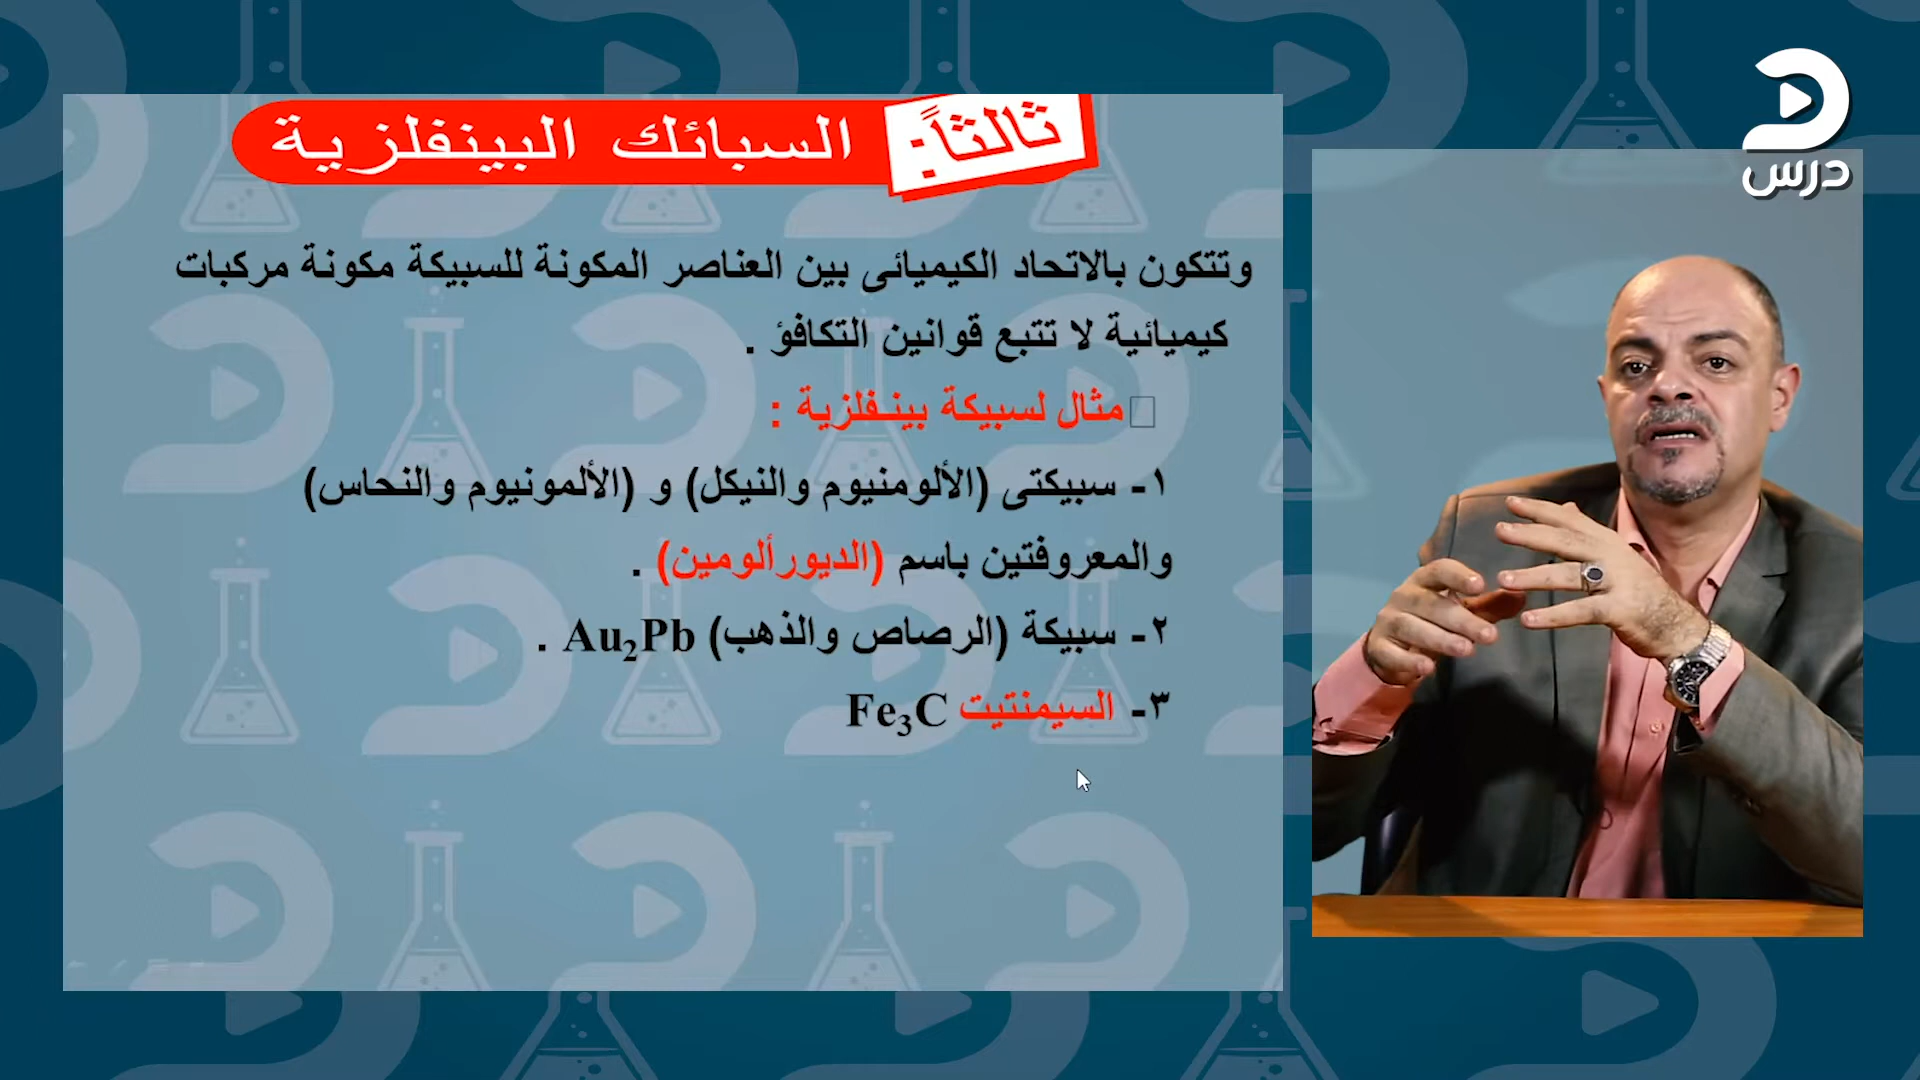 درس
ثالثاً: السبائك البينفلزية
وتتكون بالاتحاد الكيميائى بين العناصر المكونة للسبيكة مكونة مركبات
كيميائية لا تتبع قوانين التكافؤ .
مثال لسبيكة بينفلزية :
١- سبيكتى (الألومنيوم والنيكل) و (الألمونيوم والنحاس)
والمعروفتين باسم (الديورألومين) .
٢- سبيكة (الرصاص والذهب) Au₂Pb .
٣- السيمنتيت Fe₃C